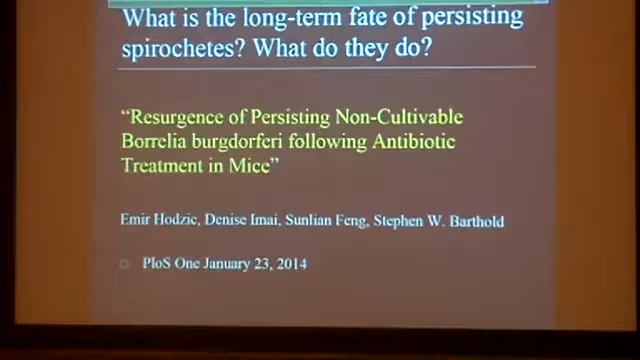 What is the long-term fate of persisting
spirochetes? What do they do?
“Resurgence of Persisting Non-Cultivable
Borrelia burgdorferi following Antibiotic
Treatment in Mice”
Emir Hodzic, Denise Imai, Sunlian Feng, Stephen W. Barthold
PloS One January 23, 2014